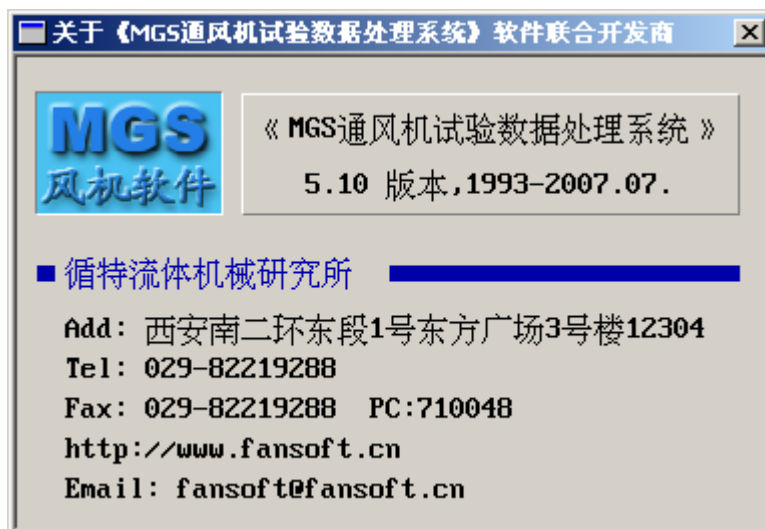 关于《MGS通风机试验数据处理系统》软件联合开发商
MGS
风机软件
《 MGS通风机试验数据处理系统 》
5.10 版本,1993-2007.07.
循特流体机械研究所
Add: 西安南二环东段1号东方广场3号楼12304
Tel: 029-82219288
Fax: 029-82219288 PC:710048
http://www.fansoft.cn
Email: fansoft@fansoft.cn